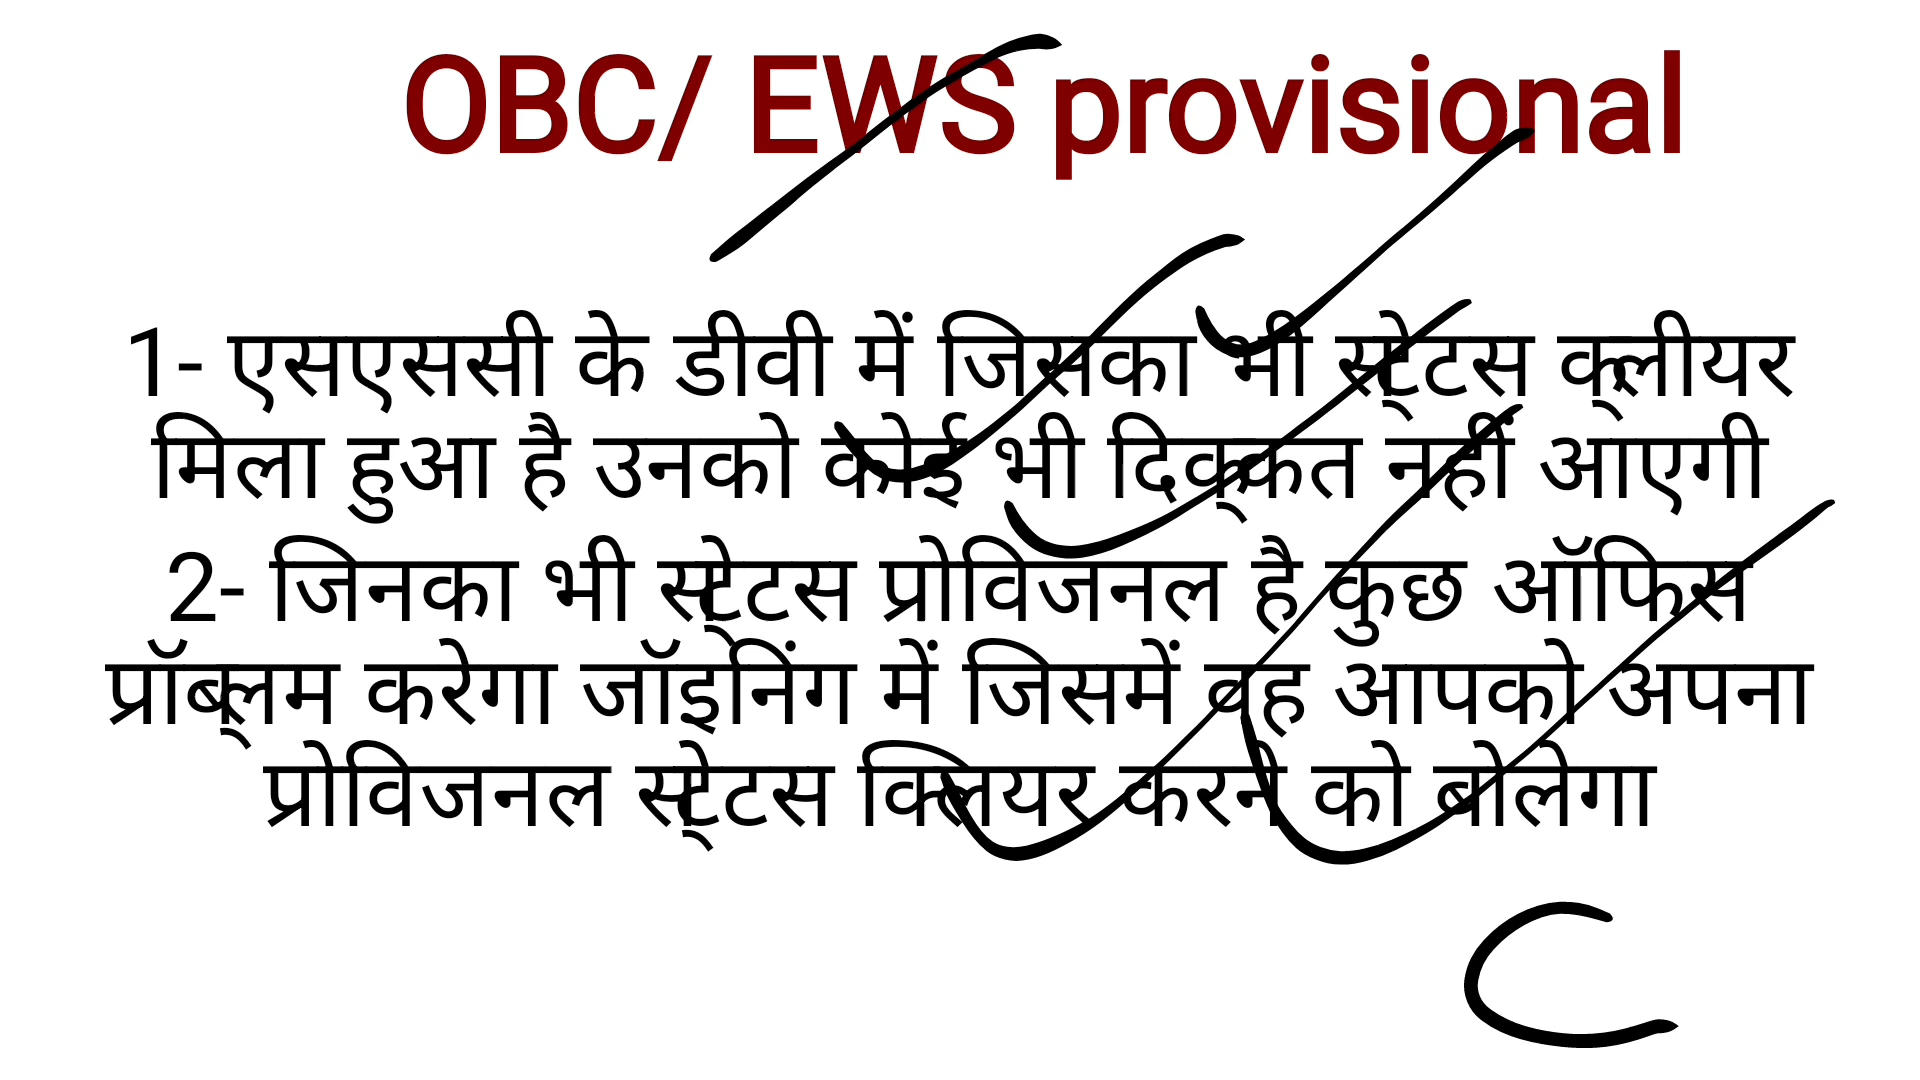 OBC/ EWS provisional
1- एसएससी के डीवी में जिसका भी स्टेटस क्लीयर
मिला हुआ है उनको कोई भी दिक्कत नहीं आएगी
2- जिनका भी स्टेटस प्रोविजनल है कुछ ऑफिस
प्रॉब्लम करेगा जॉइनिंग में जिसमें वह आपको अपना
प्रोविजनल स्टेटस क्लियर करने को बोलेगा
C